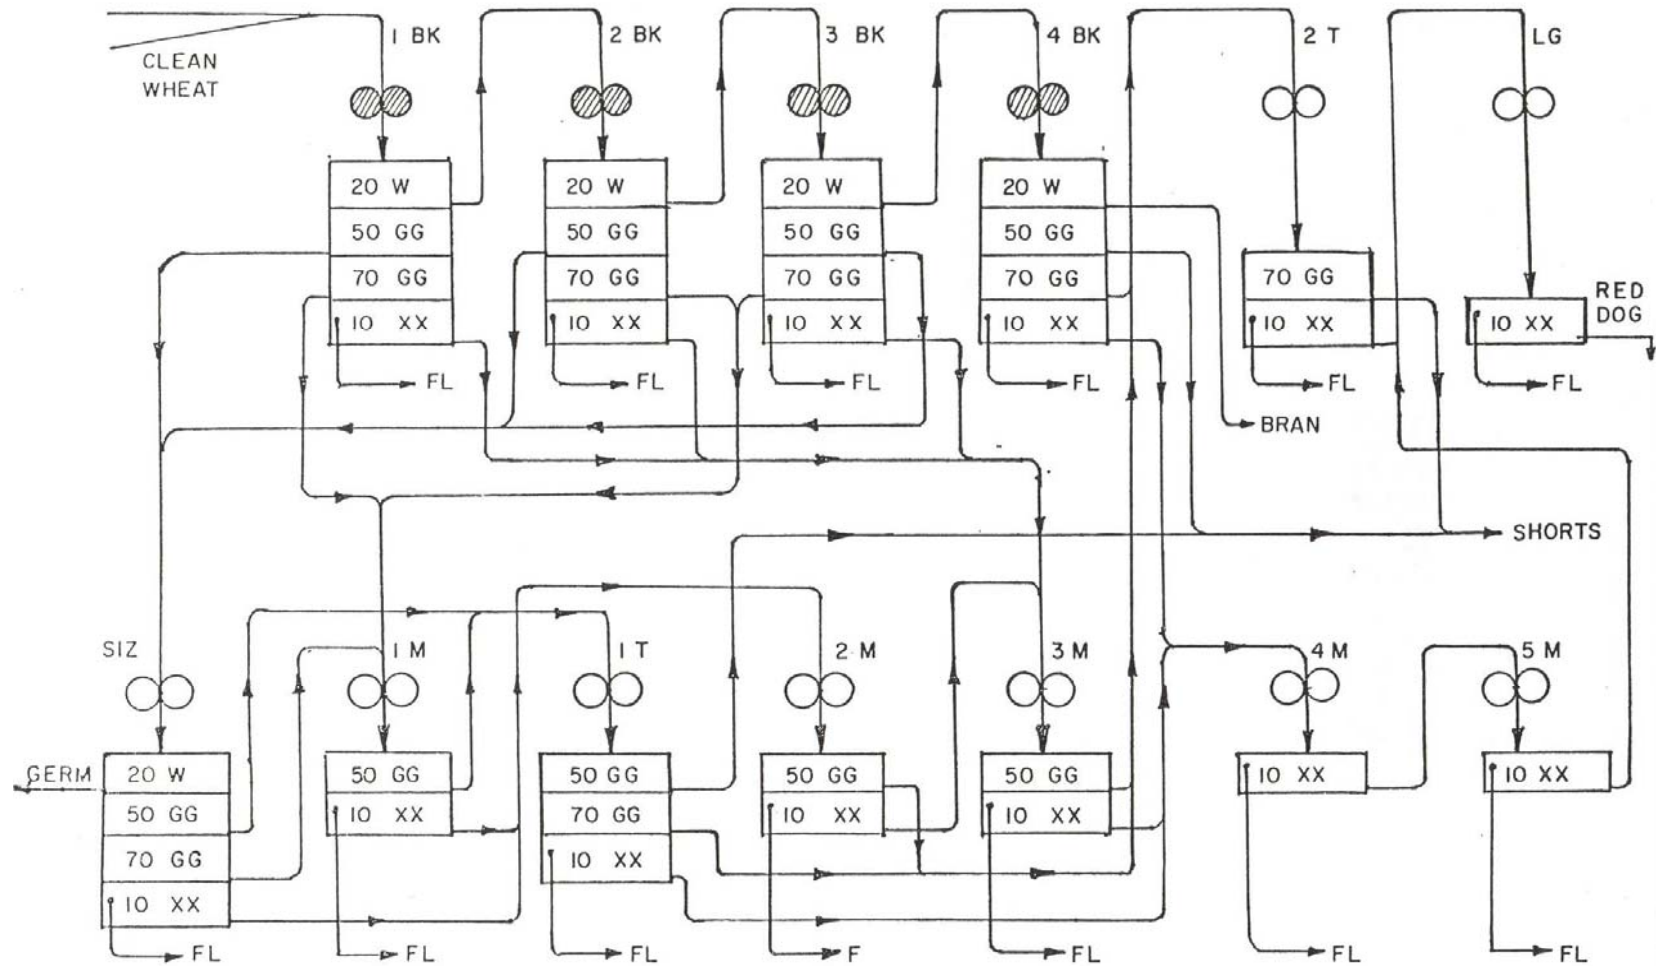 1 BK
2 BK
3 BK
4 BK
2 T
LG
CLEAN
WHEAT
20 W
50 GG
70 GG
10 XX
FL
20 W
50 GG
70 GG
10 XX
FL
20 W
50 GG
70 GG
10 XX
FL
20 W
50 GG
70 GG
10 XX
FL
70 GG
10 XX
FL
10 XX
FL
RED
DOG
BRAN
SHORTS
SIZ
1 M
1 T
2 M
3 M
4 M
5 M
GERM
20 W
50 GG
70 GG
10 XX
FL
50 GG
10 XX
FL
50 GG
70 GG
10 XX
FL
50 GG
10 XX
F
50 GG
10 XX
FL
10 XX
FL
10 XX
FL